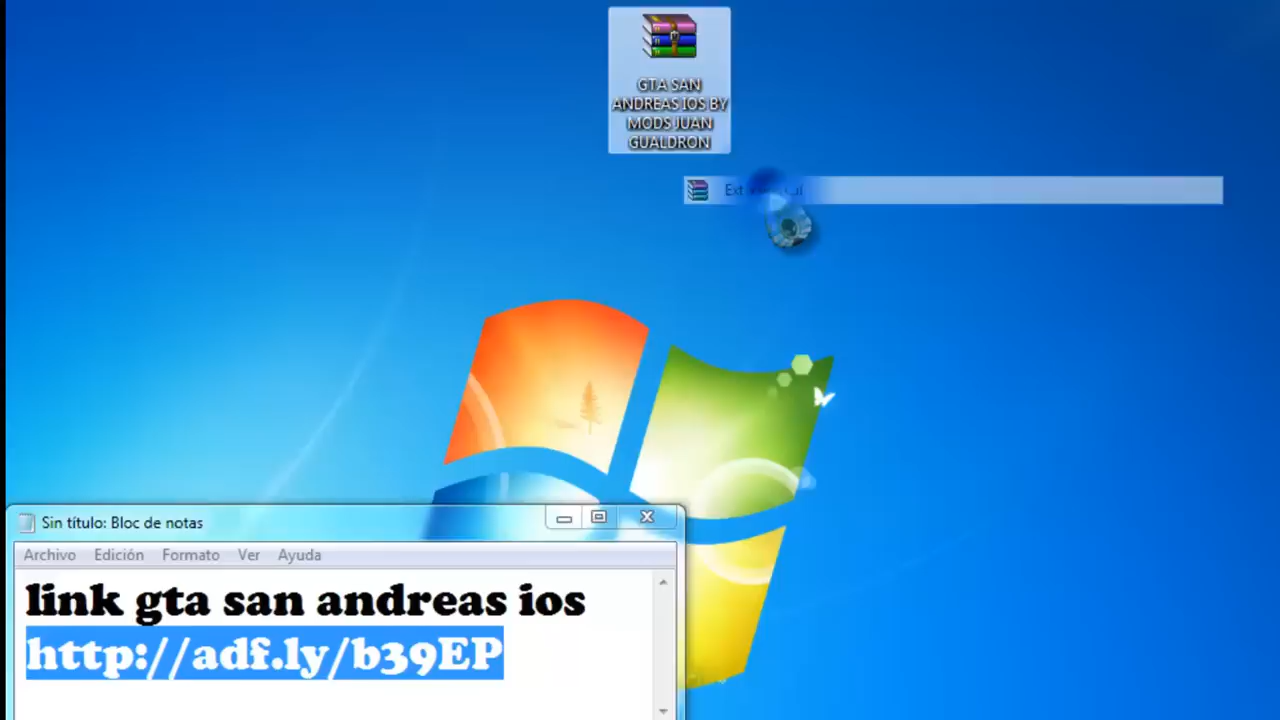 GTA SAN
ANDREAS IOS BY
MODS JUAN
GUALDRON
Sin título: Bloc de notas
Archivo Edición Formato Ver Ayuda
link gta san andreas ios
http://adf.ly/b39EP